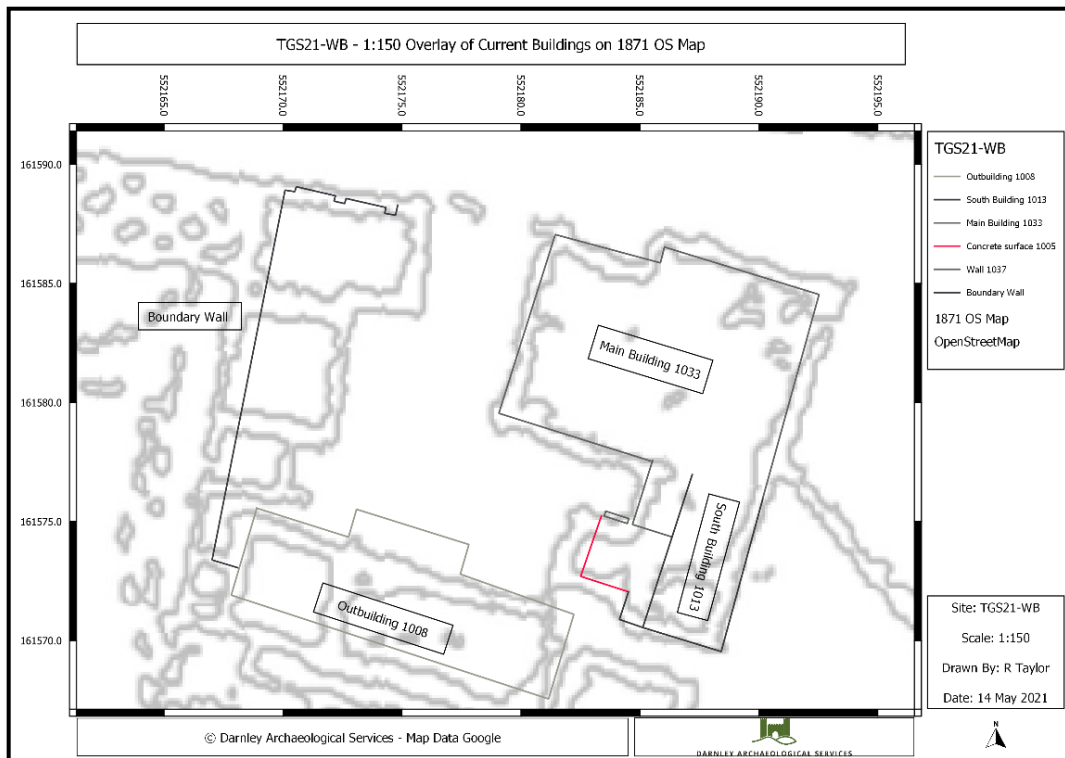 TGS21-WB - 1:150 Overlay of Current Buildings on 1871 OS Map
552165.0
552170.0
552175.0
552180.0
552185.0
552190.0
552195.0
161590.0
161585.0
161580.0
161575.0
161570.0
Boundary Wall
Main Building 1033
South Building 1013
Outbuilding 1008
TGS21-WB
Outbuilding 1008
South Building 1013
Main Building 1033
Concrete surface 1005
Wall 1037
Boundary Wall
1871 OS Map
OpenStreetMap
Site: TGS21-WB
Scale: 1:150
Drawn By: R Taylor
Date: 14 May 2021
© Darnley Archaeological Services - Map Data Google
DARNLEY ARCHAEOLOGICAL SERVICES
N